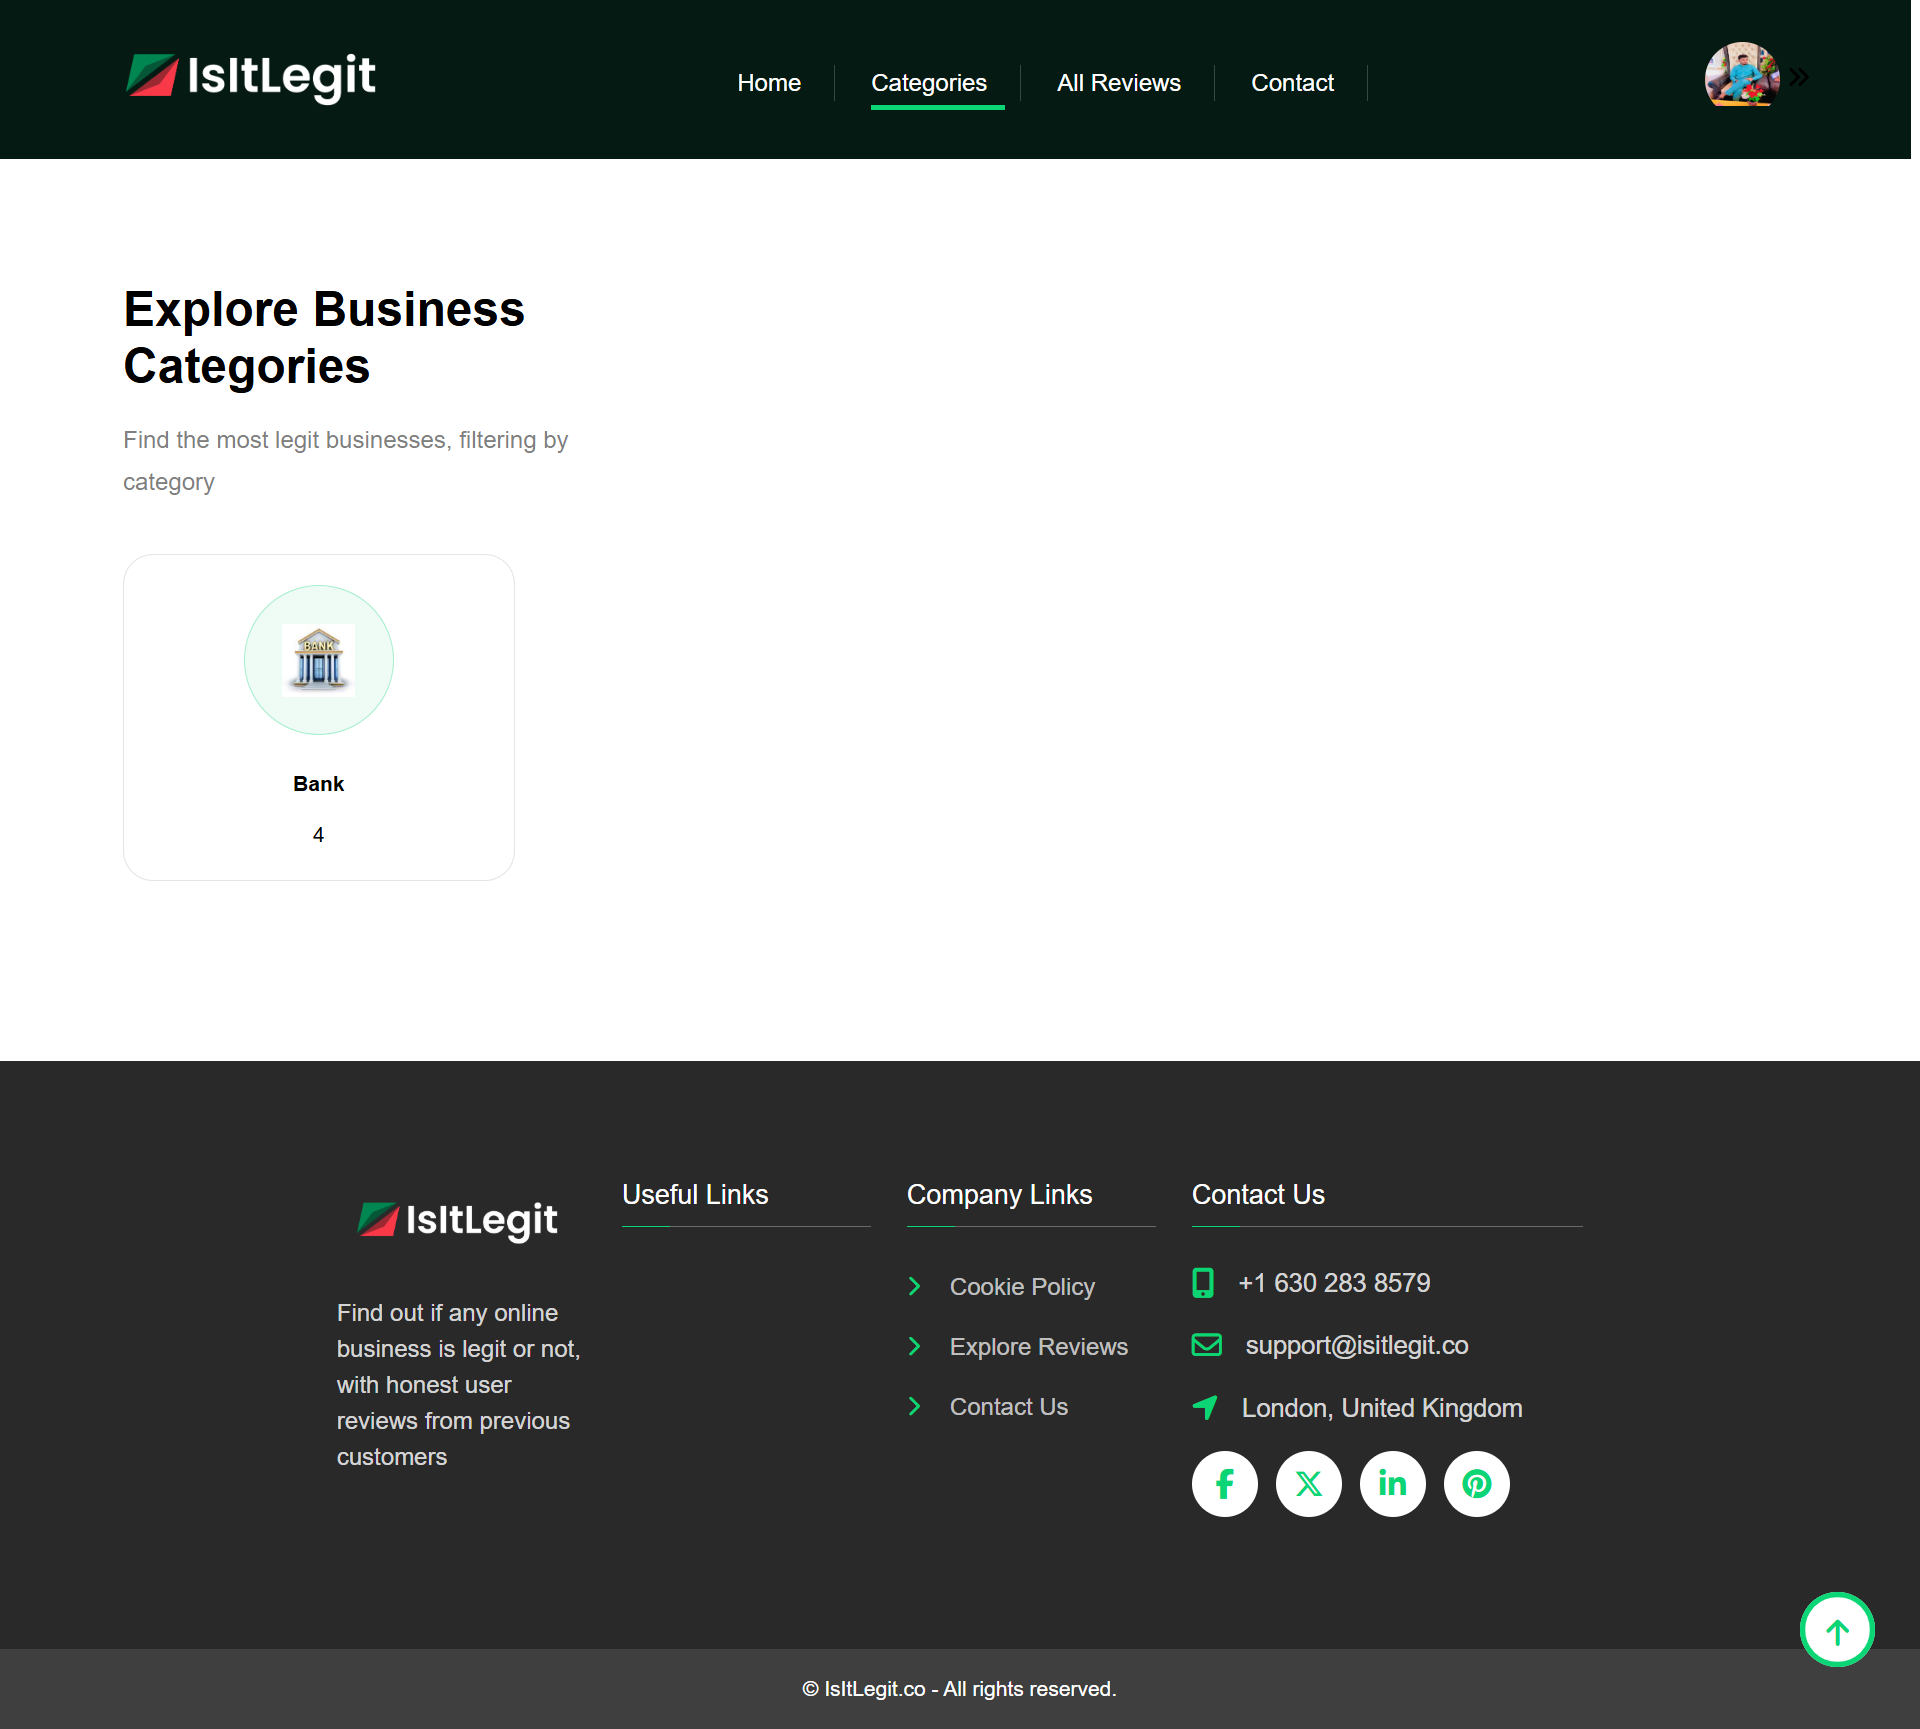 IsItLegit
Home
Categories
All Reviews
Contact
Explore Business
Categories
Find the most legit businesses, filtering by
category
BANK
Bank
4
IsItLegit
Find out if any online
business is legit or not,
with honest user
reviews from previous
customers
Useful Links
Company Links
Cookie Policy
Explore Reviews
Contact Us
Contact Us
+1 630 283 8579
support@isitlegit.co
London, United Kingdom
© IsItLegit.co - All rights reserved.